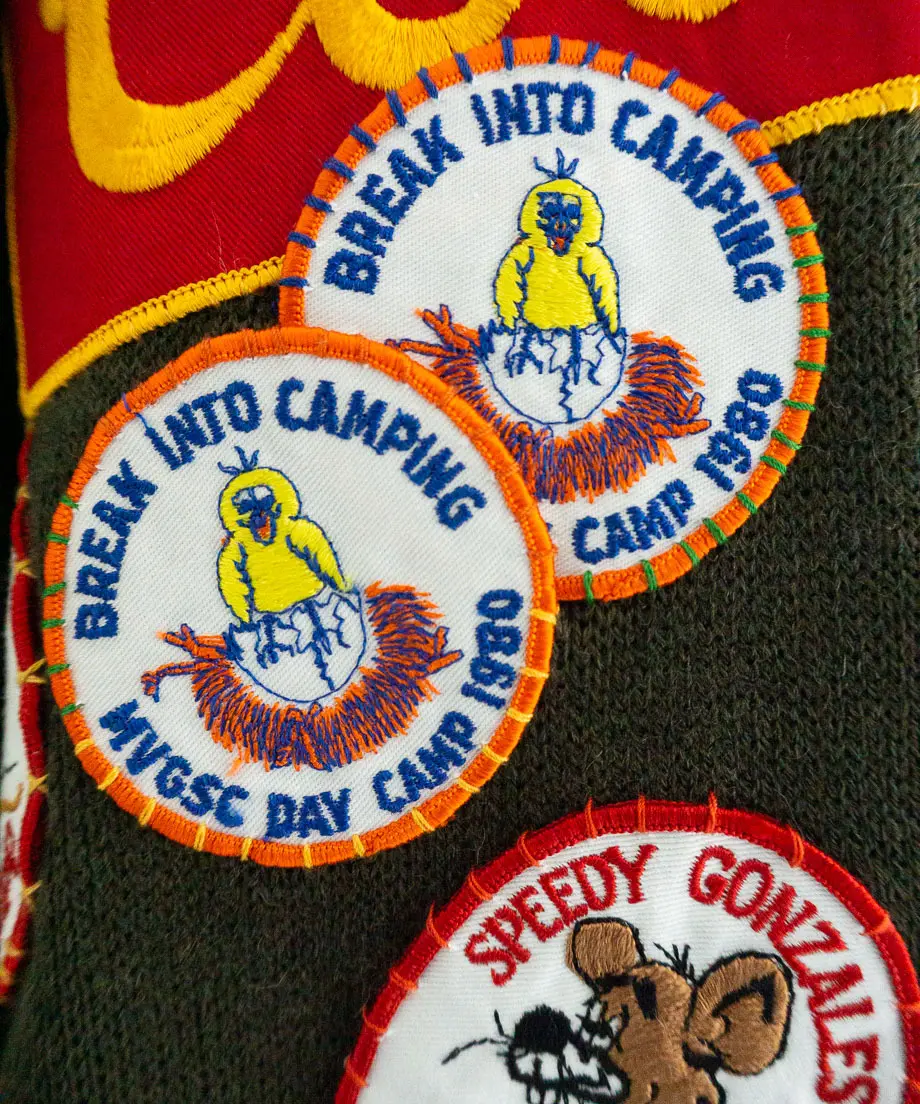 BREAK INTO CAMPING
CAMP 1980
BREAK INTO CAMPING
MVGSC DAY CAMP 1980
SPEEDY GONZALES